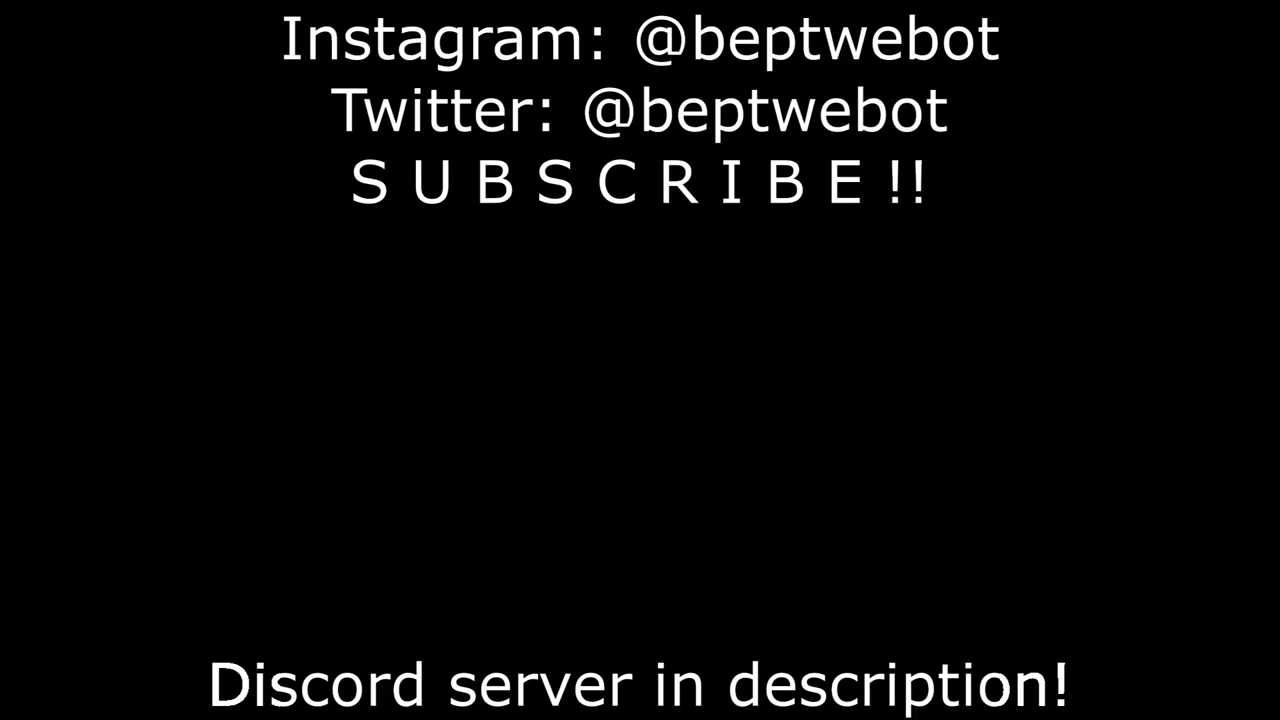 Instagram: @beptwebot
Twitter: @beptwebot
S U B S C R I B E !!
Discord server in description!